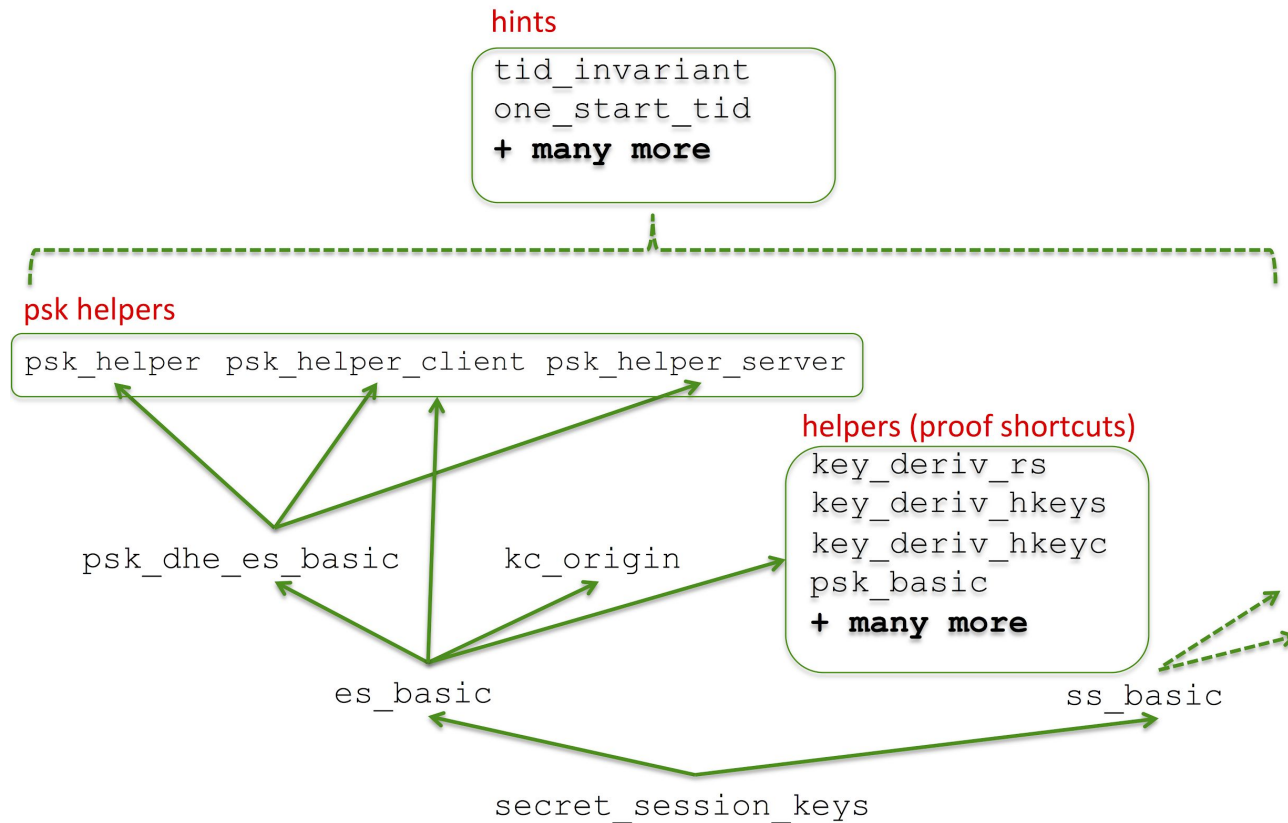 hints
tid_invariant
one_start_tid
+ many more
psk helpers
psk_helper psk_helper_client psk_helper_server
helpers (proof shortcuts)
key_deriv_rs
key_deriv_hkeys
key_deriv_hkeyc
psk_basic
+ many more
psk_dhe_es_basic
kc_origin
es_basic
ss_basic
secret_session_keys